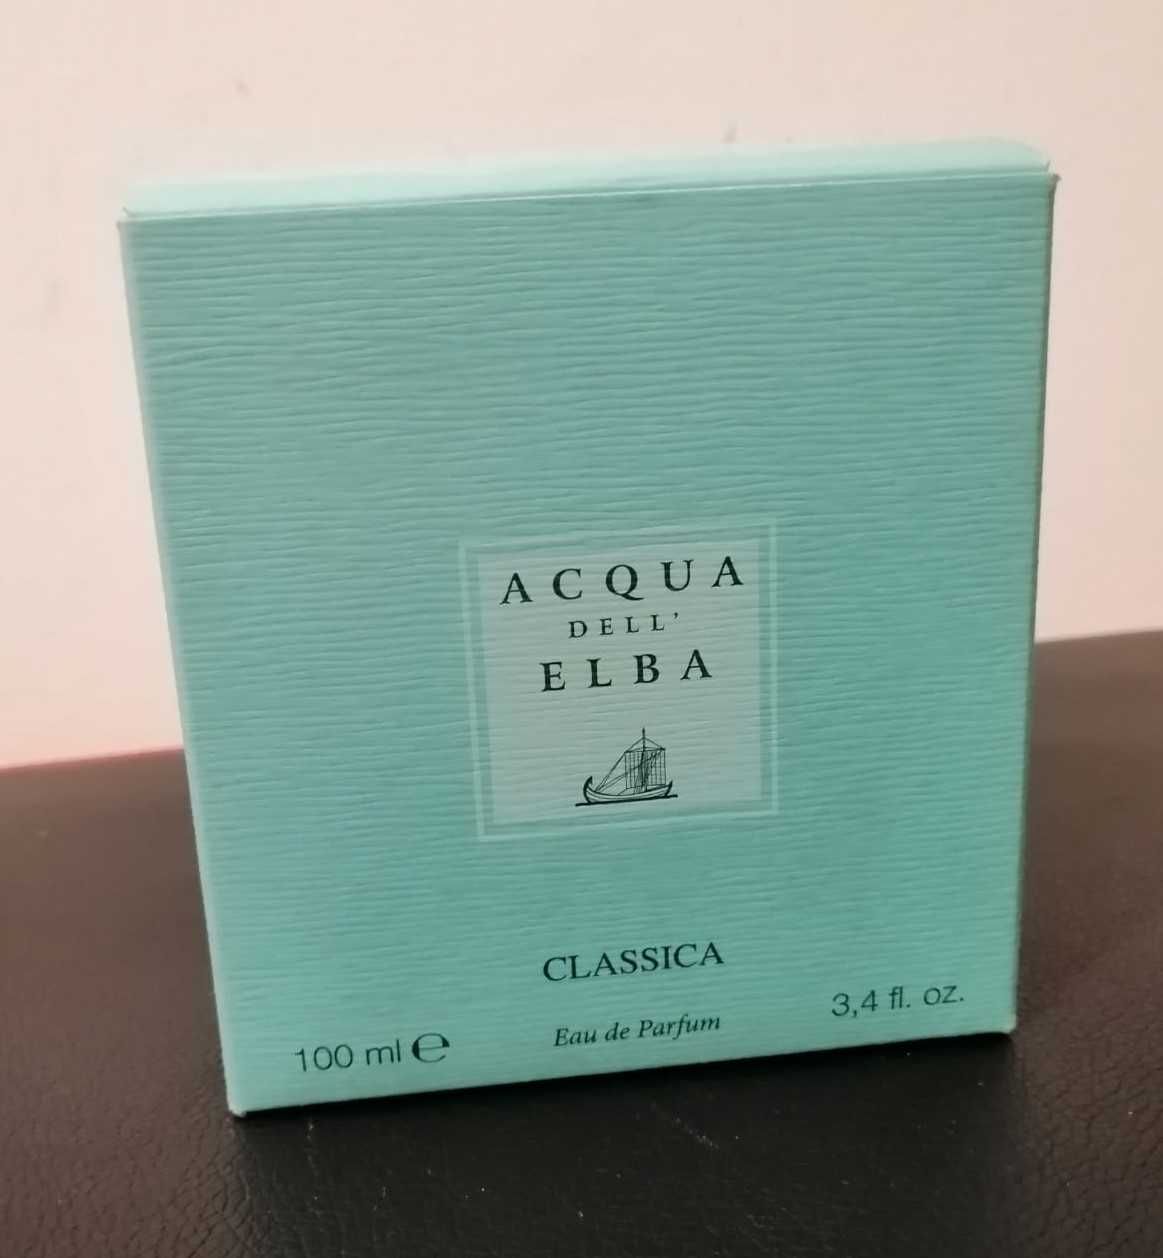 ACQUA
DELL'
ELBA
CLASSICA
Eau de Parfum
100 ml ℮
3,4 fl. oz.